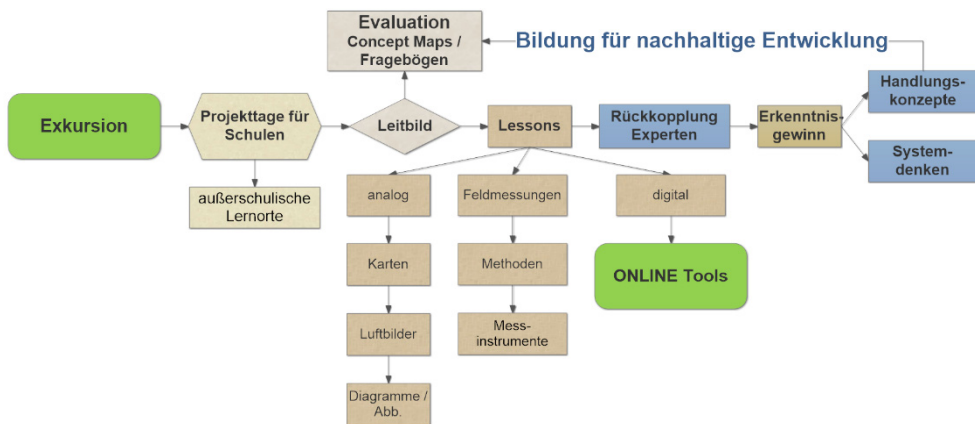 Evaluation
Concept Maps /
Fragebögen
Bildung für nachhaltige Entwicklung
Handlungs-
konzepte
Exkursion
Projekttage für
Schulen
Leitbild
Lessons
Rückkopplung
Experten
Erkenntnis-
gewinn
System-
denken
außerschulische
Lernorte
analog
Feldmessungen
digital
Karten
Methoden
ONLINE Tools
Luftbilder
Mess-
instrumente
Diagramme /
Abb.